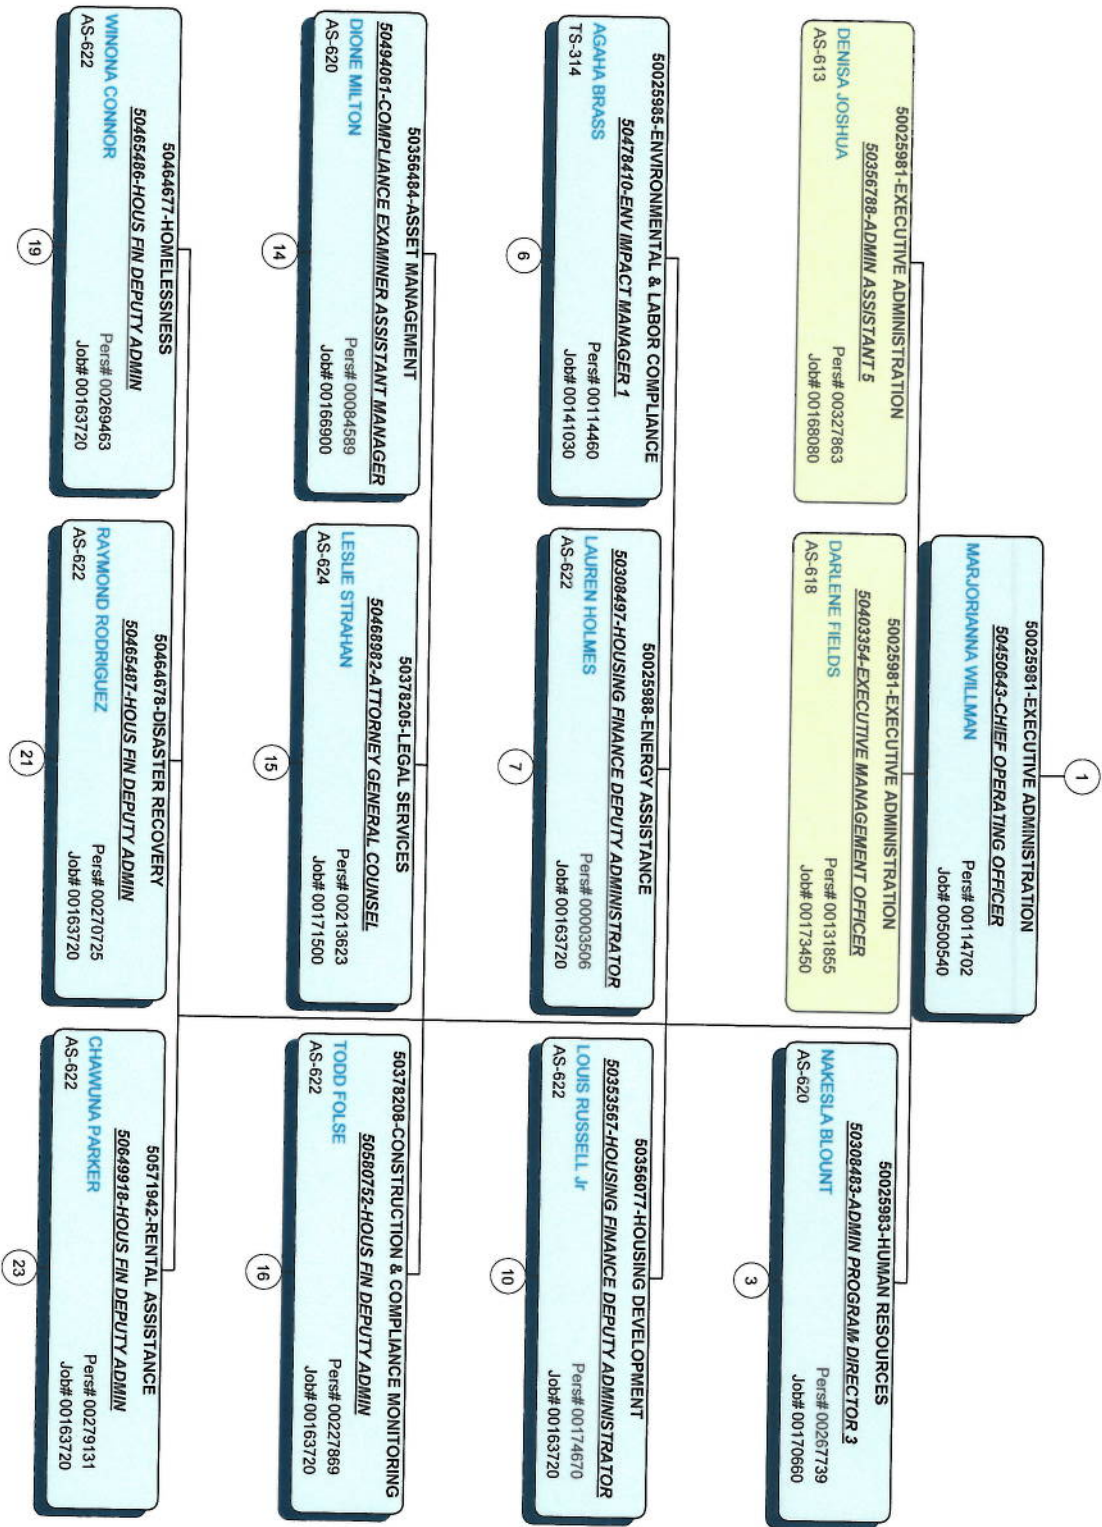 1
50025981-EXECUTIVE ADMINISTRATION
50450643-CHIEF OPERATING OFFICER
MARJORIANNA WILLMAN
Pers# 00114702
Job# 00500540
50025981-EXECUTIVE ADMINISTRATION
50356788-ADMIN ASSISTANT 5
DENISA JOSHUA
Pers# 00327863
AS-613
Job# 00168080
50025981-EXECUTIVE ADMINISTRATION
50403354-EXECUTIVE MANAGEMENT OFFICER
DARLENE FIELDS
Pers# 00131855
AS-618
Job# 00173450
50025983-HUMAN RESOURCES
50308483-ADMIN PROGRAM DIRECTOR 3
NAKESLA BLOUNT
Pers# 00267739
AS-620
Job# 00170660
3
50025985-ENVIRONMENTAL & LABOR COMPLIANCE
50478410-ENV IMPACT MANAGER 1
AGAHA BRASS
Pers# 00114460
TS-314
Job# 00141030
6
50025988-ENERGY ASSISTANCE
50308497-HOUSING FINANCE DEPUTY ADMINISTRATOR
LAUREN HOLMES
Pers# 00003506
AS-622
Job# 00163720
7
50356077-HOUSING DEVELOPMENT
50353567-HOUSING FINANCE DEPUTY ADMINISTRATOR
LOUIS RUSSELL Jr
Pers# 00174670
AS-622
Job# 00163720
10
50356484-ASSET MANAGEMENT
50494061-COMPLIANCE EXAMINER ASSISTANT MANAGER
DIONE MILTON
Pers# 00084589
AS-620
Job# 00166900
14
50378205-LEGAL SERVICES
50468982-ATTORNEY GENERAL COUNSEL
LESLIE STRAHAN
Pers# 00213623
AS-624
Job# 00171500
15
50378208-CONSTRUCTION & COMPLIANCE MONITORING
50580752-HOUS FIN DEPUTY ADMIN
TODD FOLSE
Pers# 00227869
AS-622
Job# 00163720
16
50464677-HOMELESSNESS
50465486-HOUS FIN DEPUTY ADMIN
WINONA CONNOR
Pers# 00269463
AS-622
Job# 00163720
19
50464678-DISASTER RECOVERY
50465487-HOUS FIN DEPUTY ADMIN
RAYMOND RODRIGUEZ
Pers# 00270725
AS-622
Job# 00163720
21
50571942-RENTAL ASSISTANCE
50649918-HOUS FIN DEPUTY ADMIN
CHAWUNA PARKER
Pers# 00279131
AS-622
Job# 00163720
23